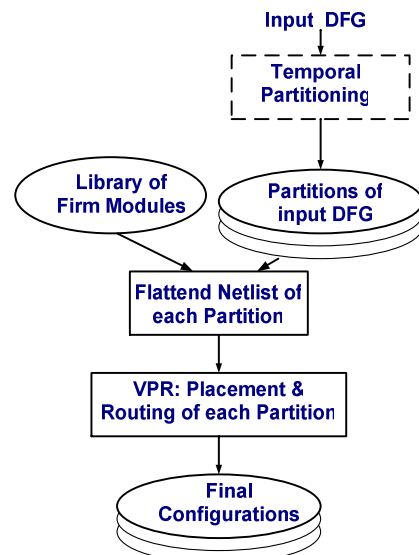 Input DFG
Temporal
Partitioning
Library of
Firm Modules
Partitions of
input DFG
Flattend Netlist of
each Partition
VPR: Placement &
Routing of each Partition
Final
Configurations